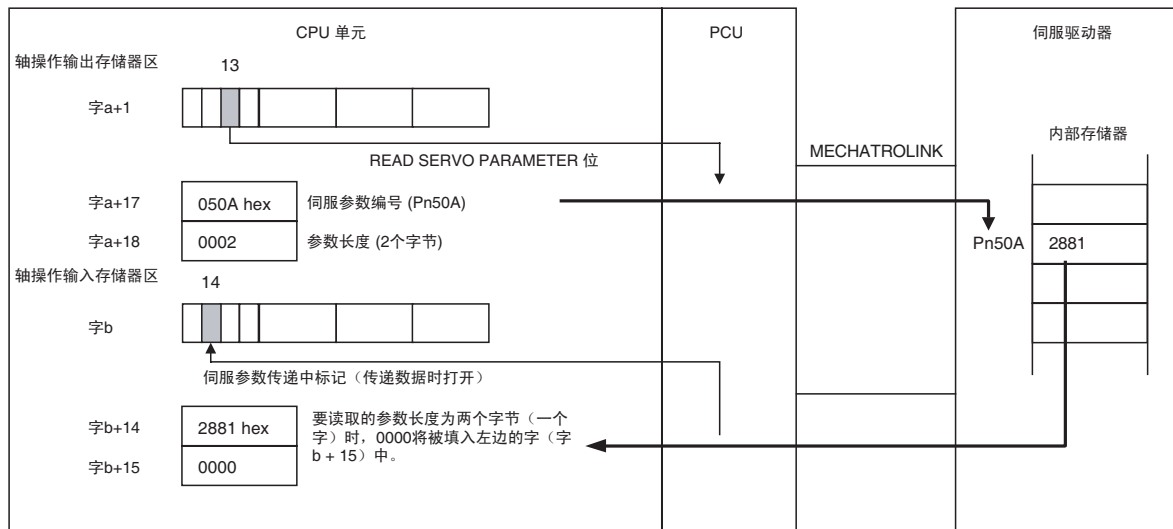 CPU 单元
PCU
伺服驱动器
轴操作输出存储器区
13
字a+1
READ SERVO PARAMETER 位
MECHATROLINK
内部存储器
字a+17
050A hex
伺服参数编号 (Pn50A)
字a+18
0002
参数长度 (2个字节)
Pn50A
2881
轴操作输入存储器区
14
字b
伺服参数传递中标记（传递数据时打开）
字b+14
2881 hex
字b+15
0000
要读取的参数长度为两个字节（一个
字）时，0000将被填入左边的字（字
b + 15）中。